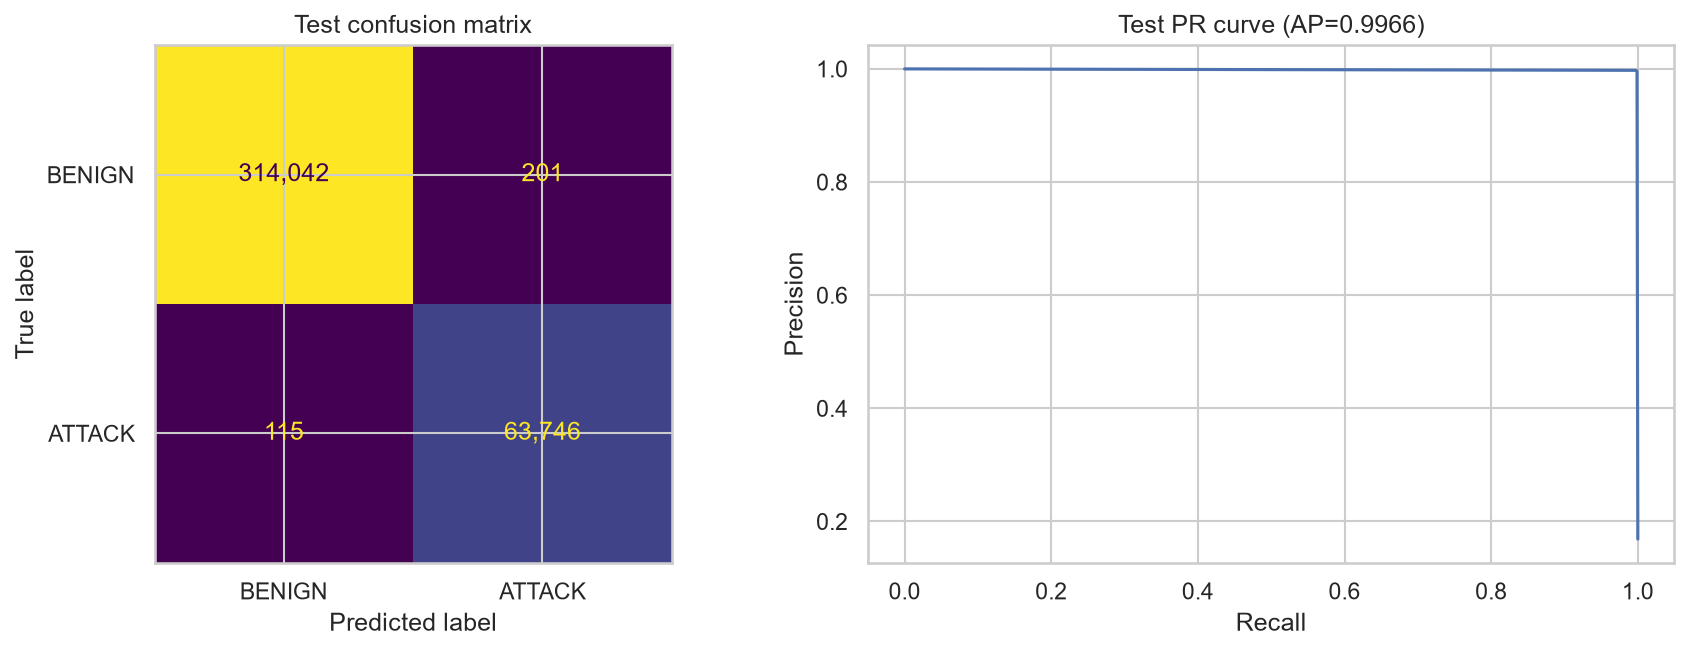 Test confusion matrix
True label
BENIGN
314,042
201
ATTACK
115
63,746
BENIGN
ATTACK
Predicted label
Test PR curve (AP=0.9966)
Precision
1.0
0.8
0.6
0.4
0.2
0.0
0.2
0.4
0.6
0.8
1.0
Recall